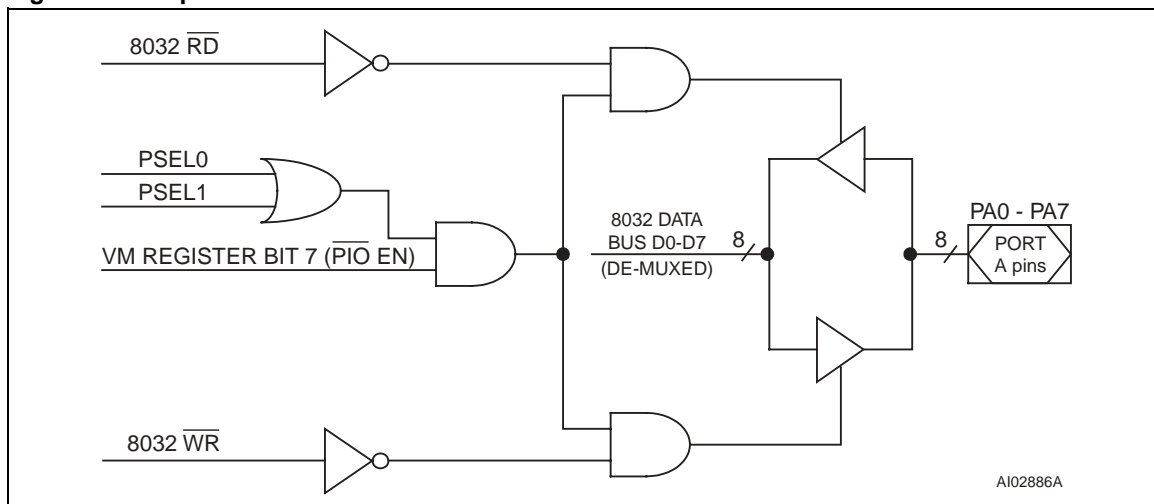 8032 RD
PSEL0
PSEL1
VM REGISTER BIT 7 (PIO EN)
8032 DATA
BUS D0-D7
(DE-MUXED)
8
8
PA0 - PA7
PORT
A pins
8032 WR
AI02886A